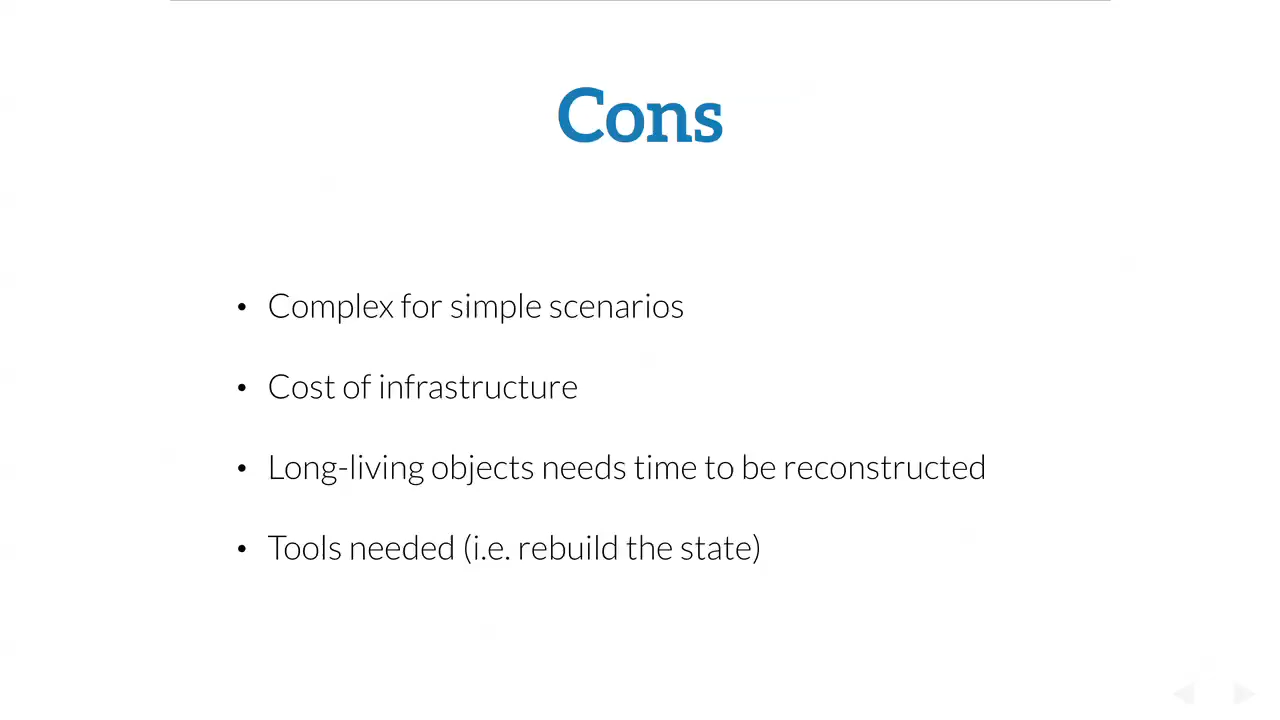 Cons
• Complex for simple scenarios
• Cost of infrastructure
• Long-living objects needs time to be reconstructed
• Tools needed (i.e. rebuild the state)